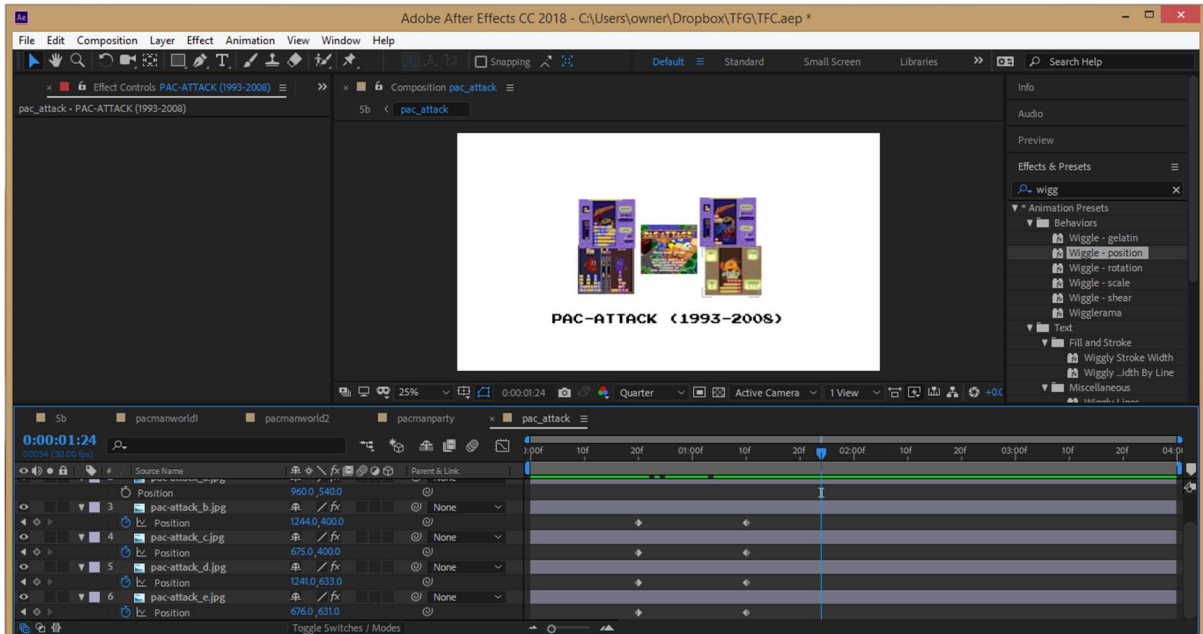 Adobe After Effects CC 2018 - C:\Users\owner\Dropbox\TFG\TFC.aep *
File Edit Composition Layer Effect Animation View Window Help
Snapping Default Standard Small Screen Libraries Search Help
Effect Controls PAC-ATTACK (1993-2008)
Composition pac_attack
Info
pac_attack • PAC-ATTACK (1993-2008)
5b pac_attack
Audio
Preview
Effects & Presets
wigg
* Animation Presets
Behaviors
Wiggle - gelatin
Wiggle - position
Wiggle - rotation
Wiggle - scale
Wiggle - shear
Wigglerama
Text
Fill and Stroke
Wiggly Stroke Width
Wiggly ...idth By Line
Miscellaneous
Wiggly Lines
PAC-ATTACK (1993-2008)
25% 0:00:01:24 Quarter Active Camera 1 View +0.0
5b pacmanworld1 pacmanworld2 pacmanparty pac_attack
0:00:01:24
00054 (30.00 fps)
):00f 10f 20f 01:00f 10f 20f 02:00f 10f 20f 03:00f 10f 20f 04:0
# Source Name Parent & Link
None
Position 960.0,540.0
3 pac-attack_b.jpg None
Position 1244.0,400.0
4 pac-attack_c.jpg None
Position 675.0,400.0
5 pac-attack_d.jpg None
Position 1241.0,633.0
6 pac-attack_e.jpg None
Position 676.0,631.0
Toggle Switches / Modes